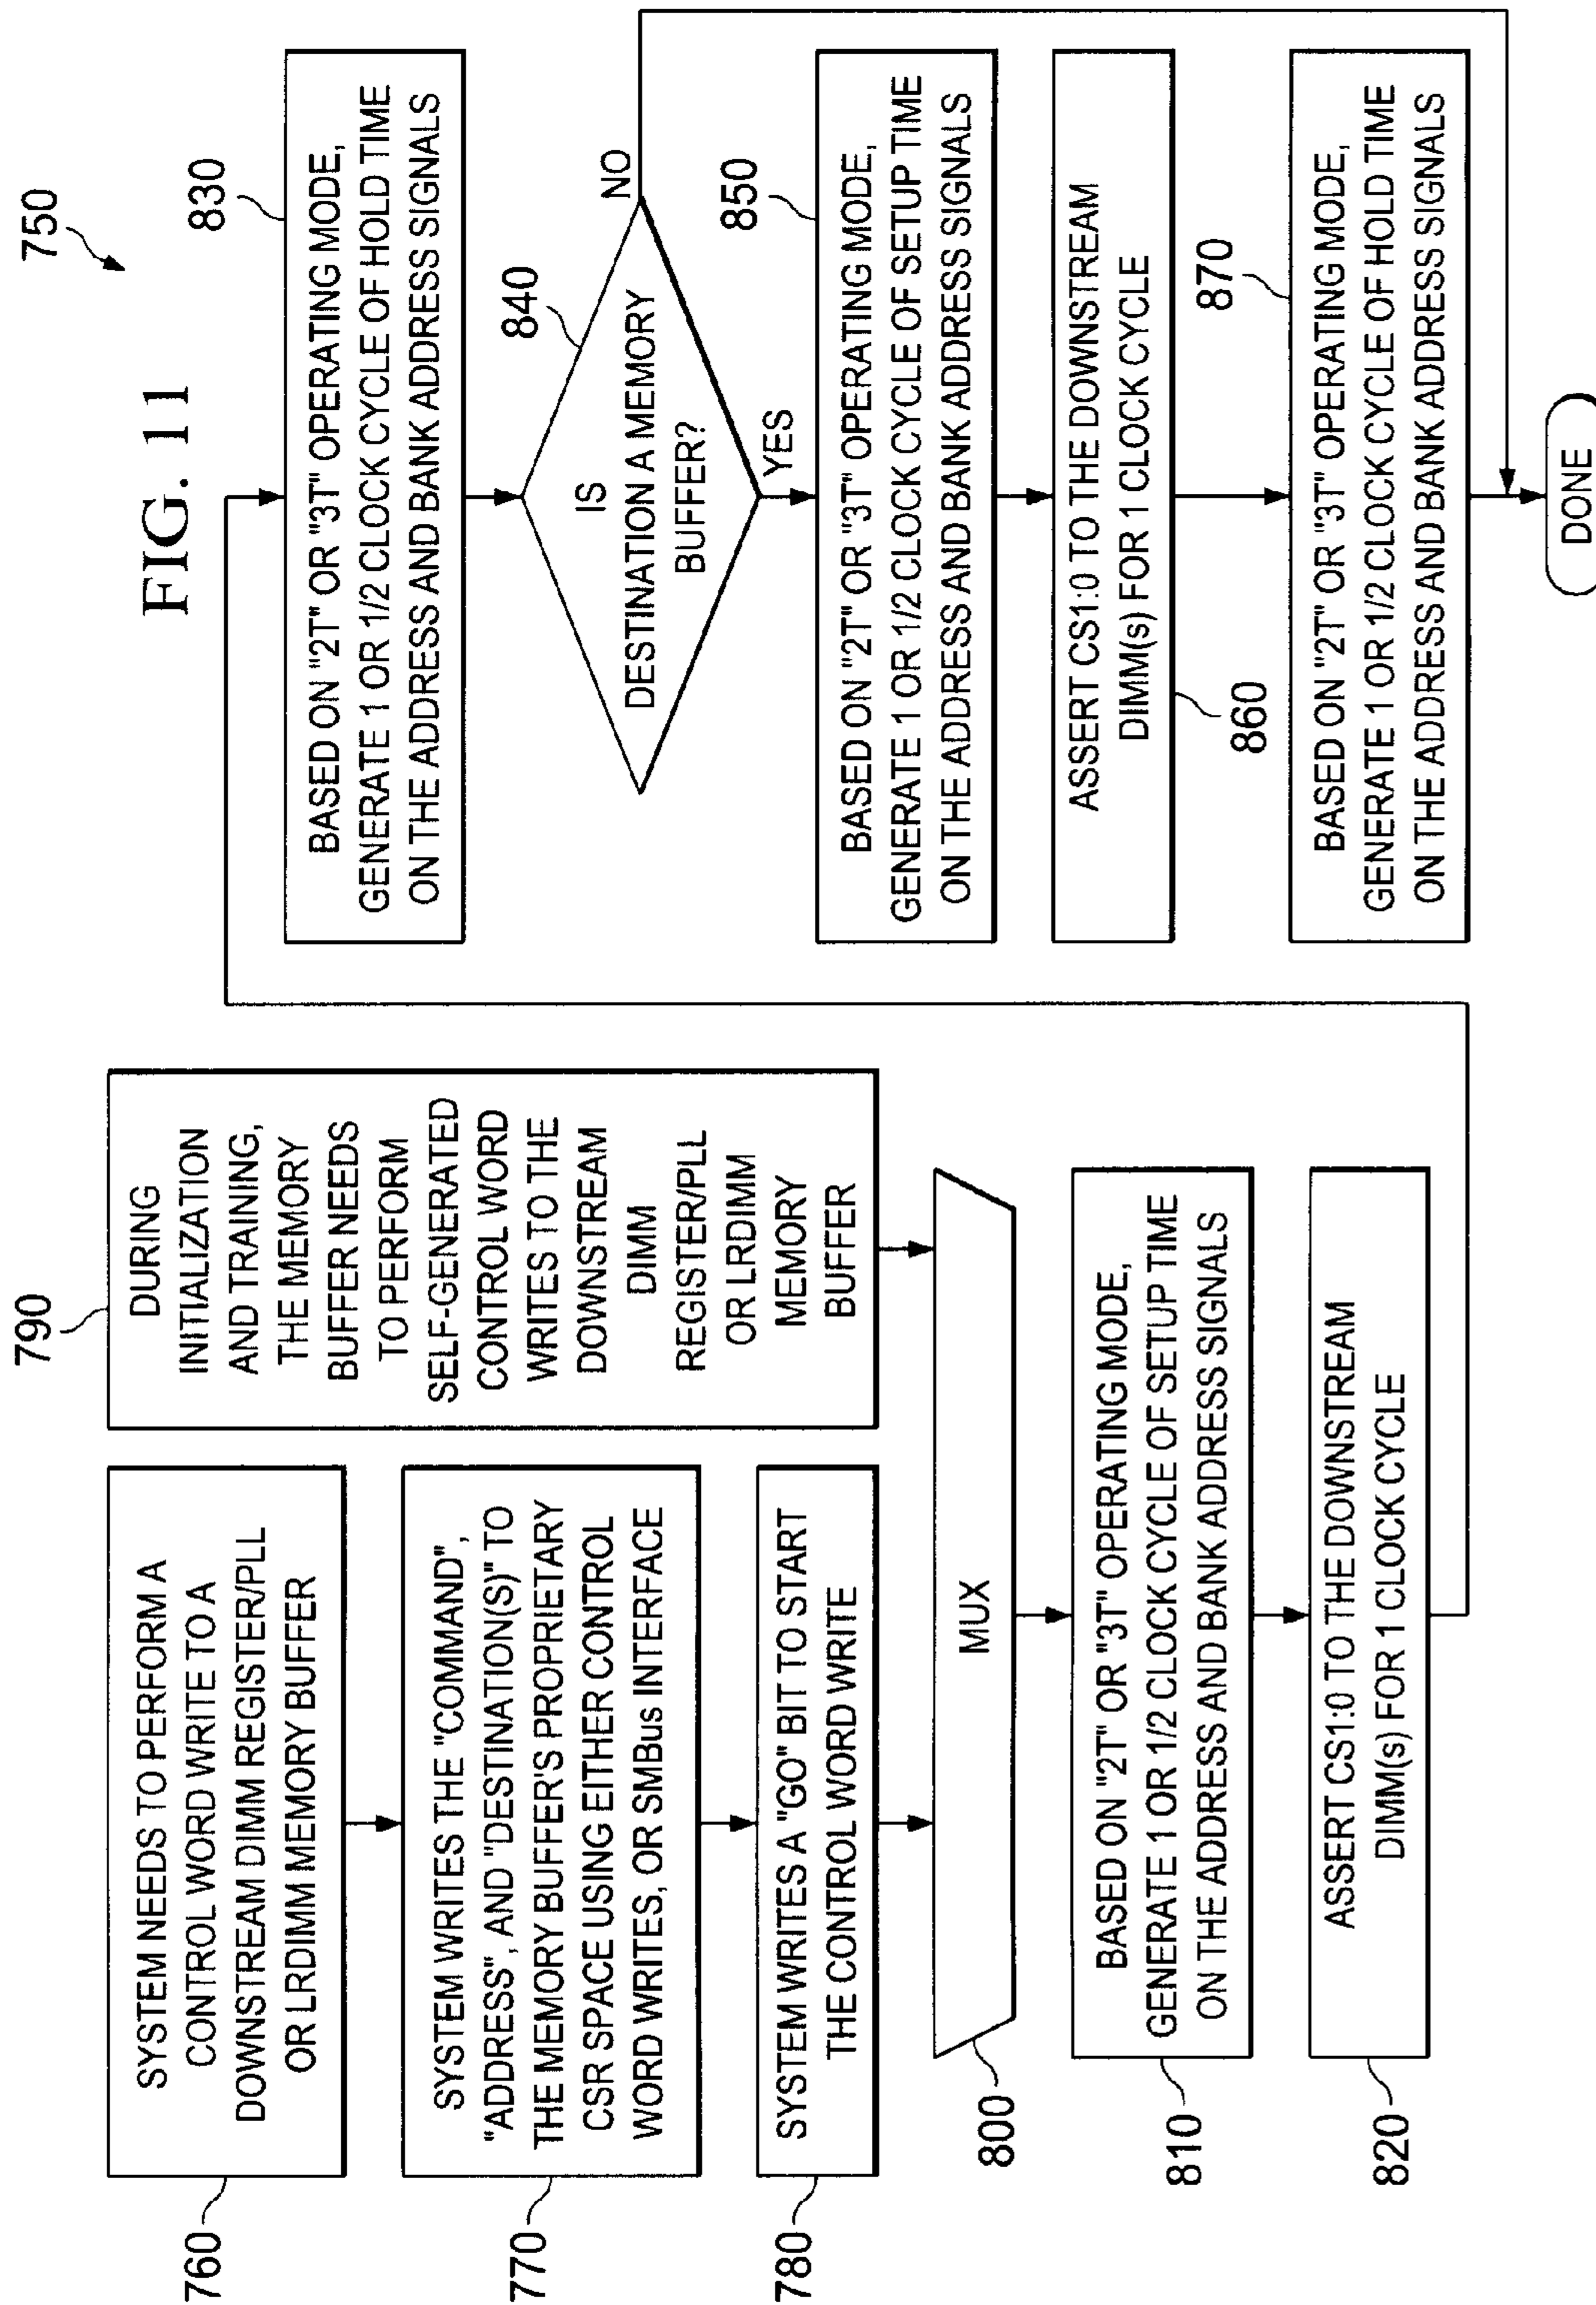 750
FIG. 11
760
SYSTEM NEEDS TO PERFORM A
CONTROL WORD WRITE TO A
DOWNSTREAM DIMM REGISTER/PLL
OR LRDIMM MEMORY BUFFER
770
SYSTEM WRITES THE "COMMAND",
"ADDRESS", AND "DESTINATION(S)" TO
THE MEMORY BUFFER'S PROPRIETARY
CSR SPACE USING EITHER CONTROL
WORD WRITES, OR SMBus INTERFACE
780
SYSTEM WRITES A "GO" BIT TO START
THE CONTROL WORD WRITE
790
DURING
INITIALIZATION
AND TRAINING,
THE MEMORY
BUFFER NEEDS
TO PERFORM
SELF-GENERATED
CONTROL WORD
WRITES TO THE
DOWNSTREAM
DIMM
REGISTER/PLL
OR LRDIMM
MEMORY
BUFFER
800
MUX
810
BASED ON "2T" OR "3T" OPERATING MODE,
GENERATE 1 OR 1/2 CLOCK CYCLE OF SETUP TIME
ON THE ADDRESS AND BANK ADDRESS SIGNALS
820
ASSERT CS1:0 TO THE DOWNSTREAM
DIMM(s) FOR 1 CLOCK CYCLE
830
BASED ON "2T" OR "3T" OPERATING MODE,
GENERATE 1 OR 1/2 CLOCK CYCLE OF HOLD TIME
ON THE ADDRESS AND BANK ADDRESS SIGNALS
840
IS
DESTINATION A MEMORY
BUFFER?
NO
YES
850
BASED ON "2T" OR "3T" OPERATING MODE,
GENERATE 1 OR 1/2 CLOCK CYCLE OF SETUP TIME
ON THE ADDRESS AND BANK ADDRESS SIGNALS
ASSERT CS1:0 TO THE DOWNSTREAM
DIMM(s) FOR 1 CLOCK CYCLE
860
870
BASED ON "2T" OR "3T" OPERATING MODE,
GENERATE 1 OR 1/2 CLOCK CYCLE OF HOLD TIME
ON THE ADDRESS AND BANK ADDRESS SIGNALS
DONE